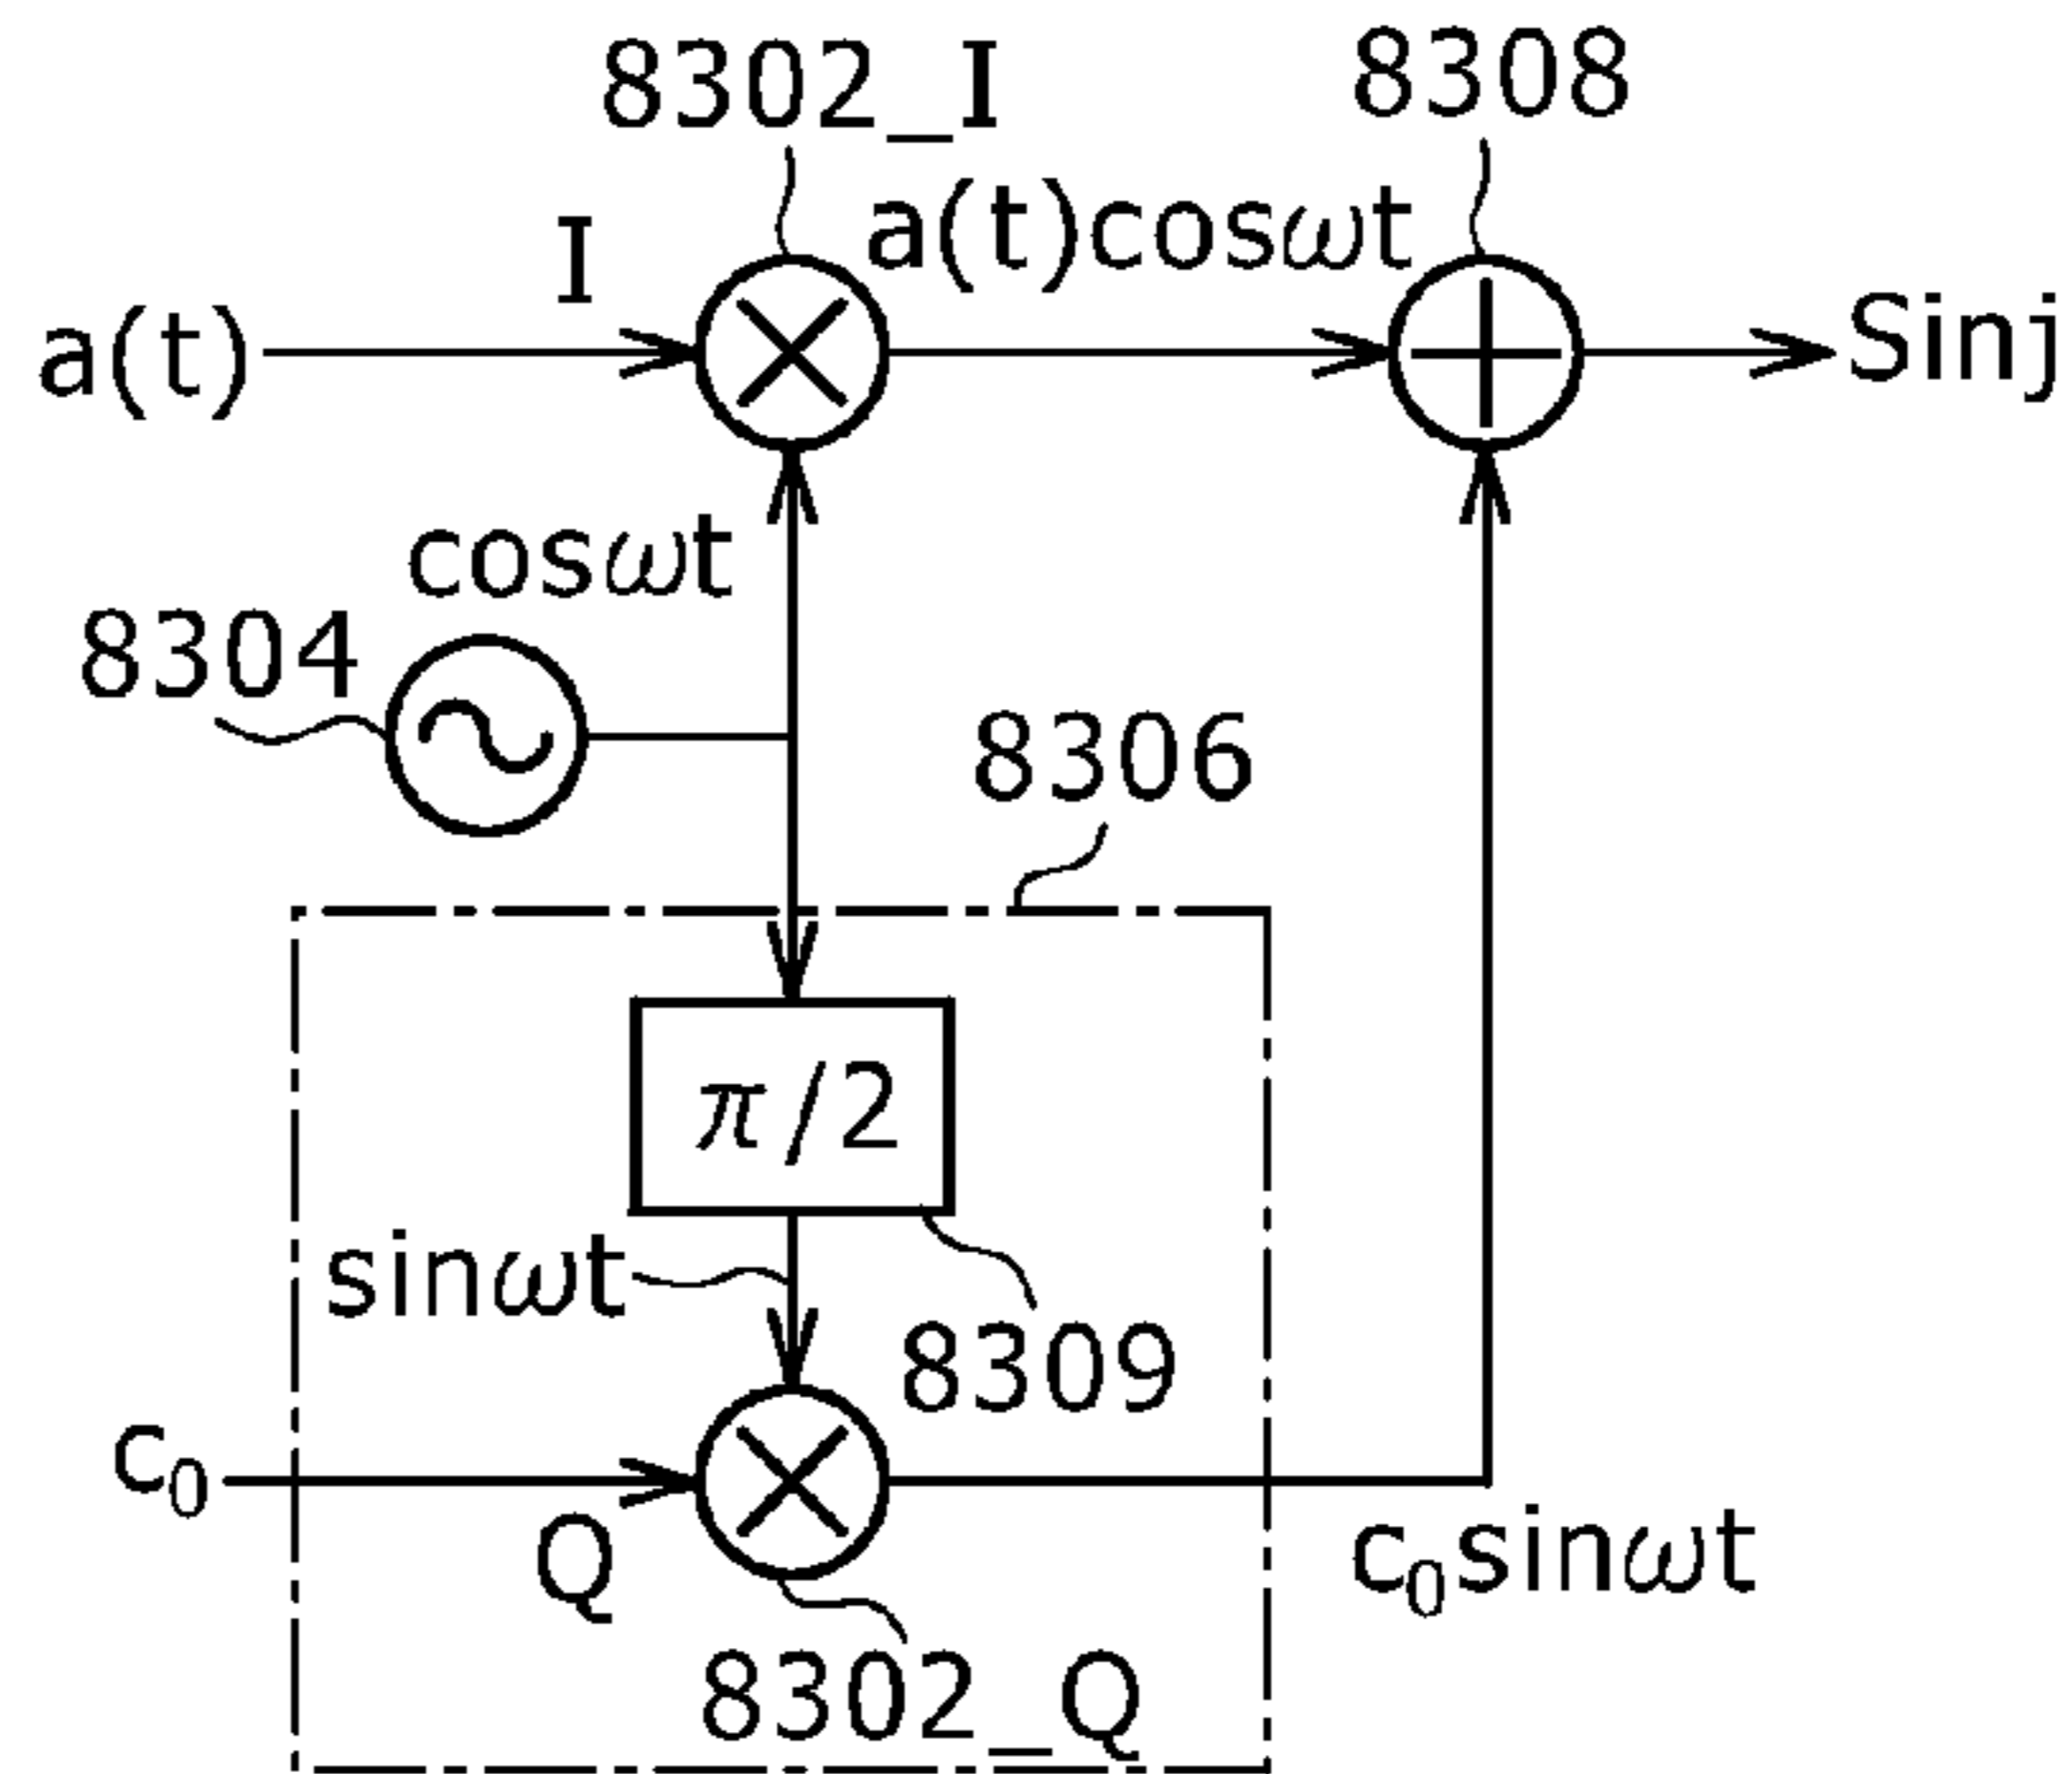 8302_I
8308
I
a(t)cosωt
a(t)
Sinj
cosωt
8304
8306
π/2
sinωt
8309
c₀
Q
c₀sinωt
8302_Q